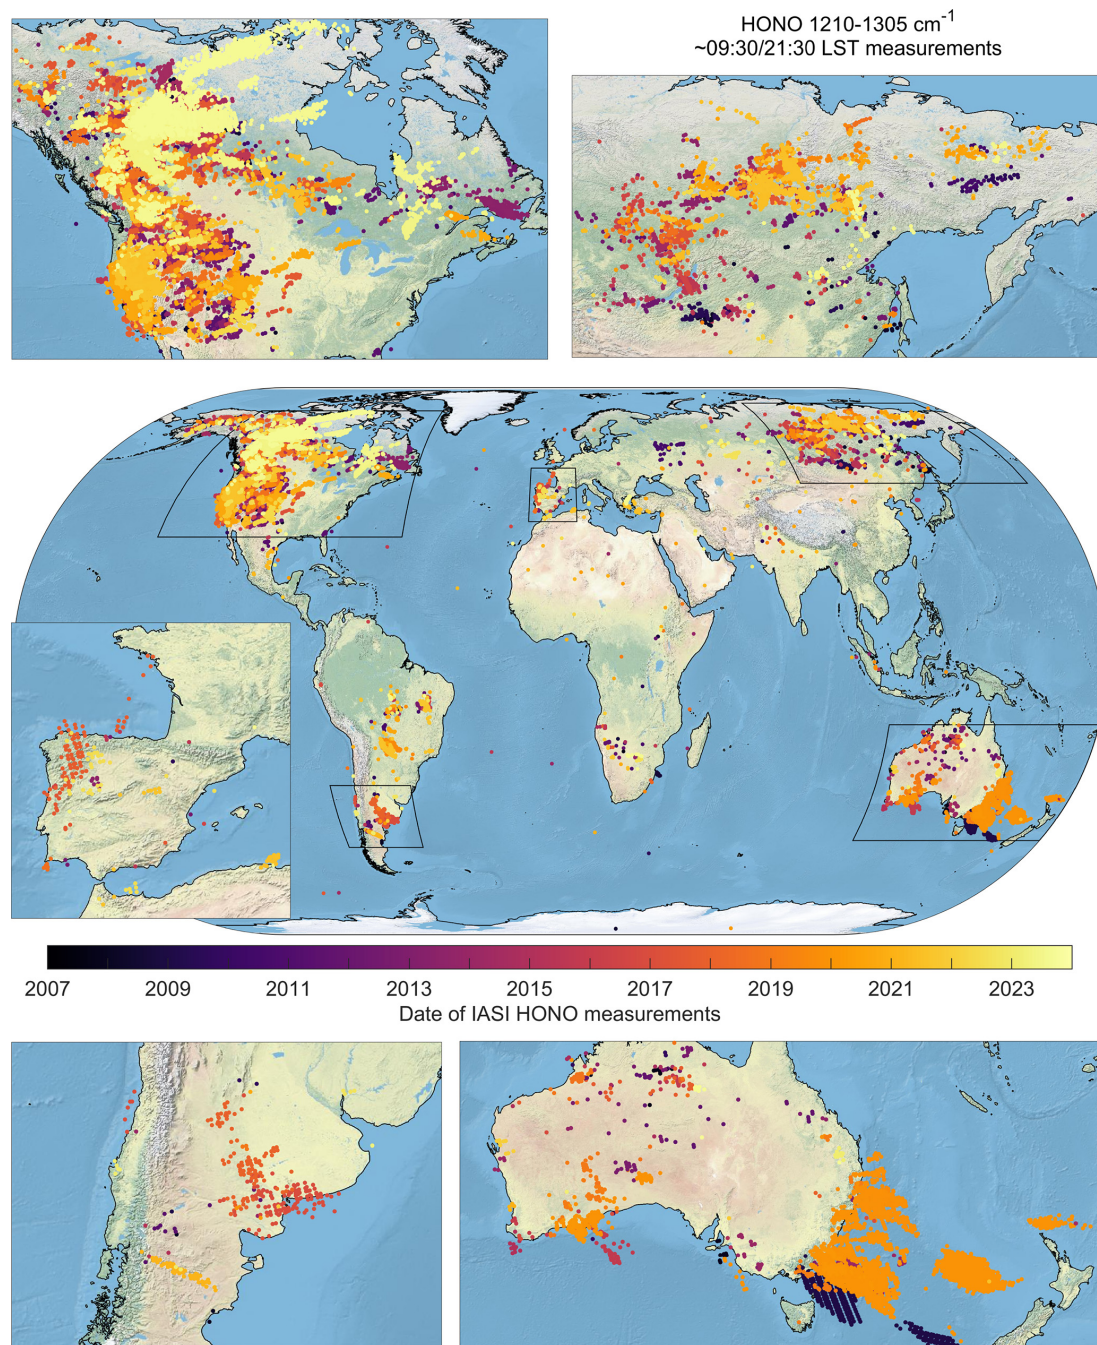 HONO 1210-1305 cm⁻¹
~09:30/21:30 LST measurements
2007 2009 2011 2013 2015 2017 2019 2021 2023
Date of IASI HONO measurements